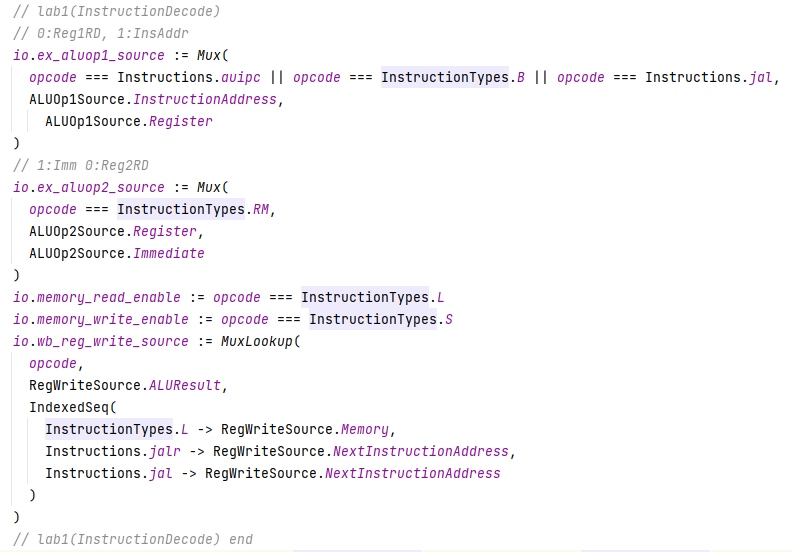 // lab1(InstructionDecode)
// 0:Reg1RD, 1:InsAddr
io.ex_aluop1_source := Mux(
  opcode === Instructions.auipc || opcode === InstructionTypes.B || opcode === Instructions.jal,
  ALUOp1Source.InstructionAddress,
    ALUOp1Source.Register
)
// 1:Imm 0:Reg2RD
io.ex_aluop2_source := Mux(
  opcode === InstructionTypes.RM,
  ALUOp2Source.Register,
  ALUOp2Source.Immediate
)
io.memory_read_enable := opcode === InstructionTypes.L
io.memory_write_enable := opcode === InstructionTypes.S
io.wb_reg_write_source := MuxLookup(
  opcode,
  RegWriteSource.ALUResult,
  IndexedSeq(
    InstructionTypes.L -> RegWriteSource.Memory,
    Instructions.jalr -> RegWriteSource.NextInstructionAddress,
    Instructions.jal -> RegWriteSource.NextInstructionAddress
  )
)
// lab1(InstructionDecode) end